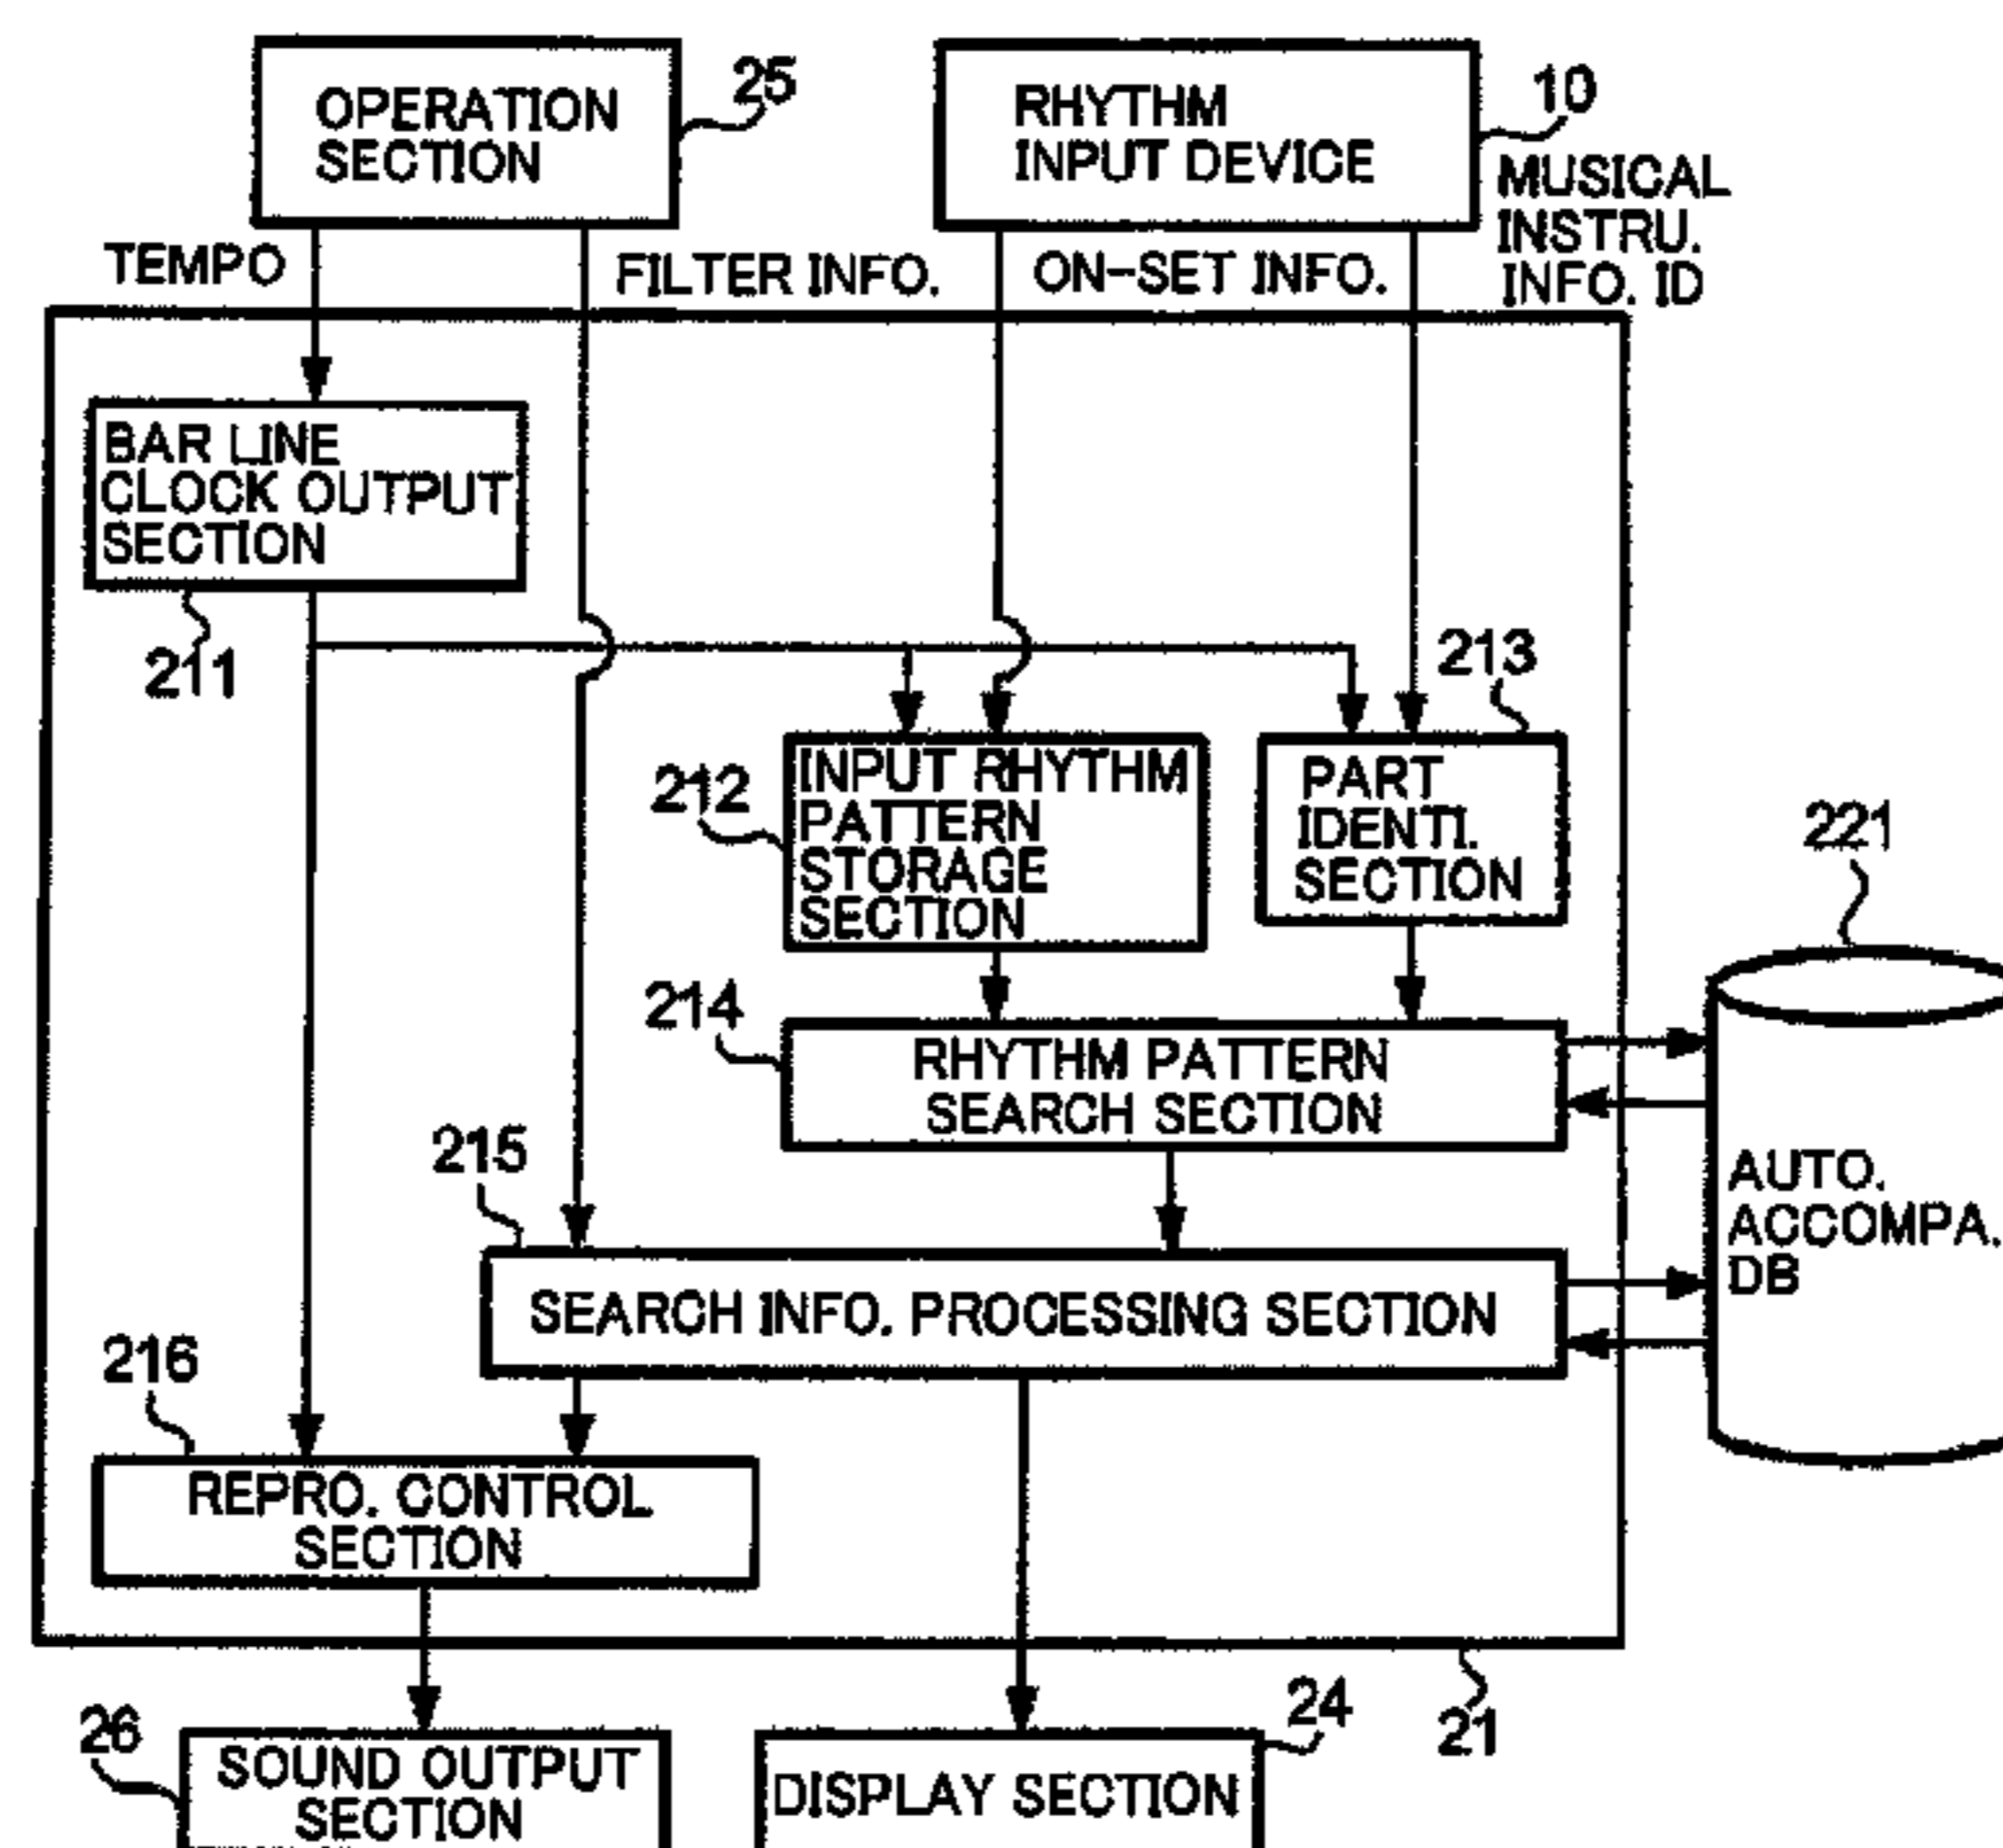 OPERATION
SECTION
25
RHYTHM
INPUT DEVICE
10
MUSICAL
INSTRU.
INFO. ID
TEMPO
FILTER INFO.
ON-SET INFO.
BAR LINE
CLOCK OUTPUT
SECTION
211
212
INPUT RHYTHM
PATTERN
STORAGE
SECTION
213
PART
IDENTI.
SECTION
221
214
RHYTHM PATTERN
SEARCH SECTION
AUTO.
ACCOMPA.
DB
215
SEARCH INFO. PROCESSING SECTION
216
REPRO. CONTROL
SECTION
26
SOUND OUTPUT
SECTION
24
DISPLAY SECTION
21